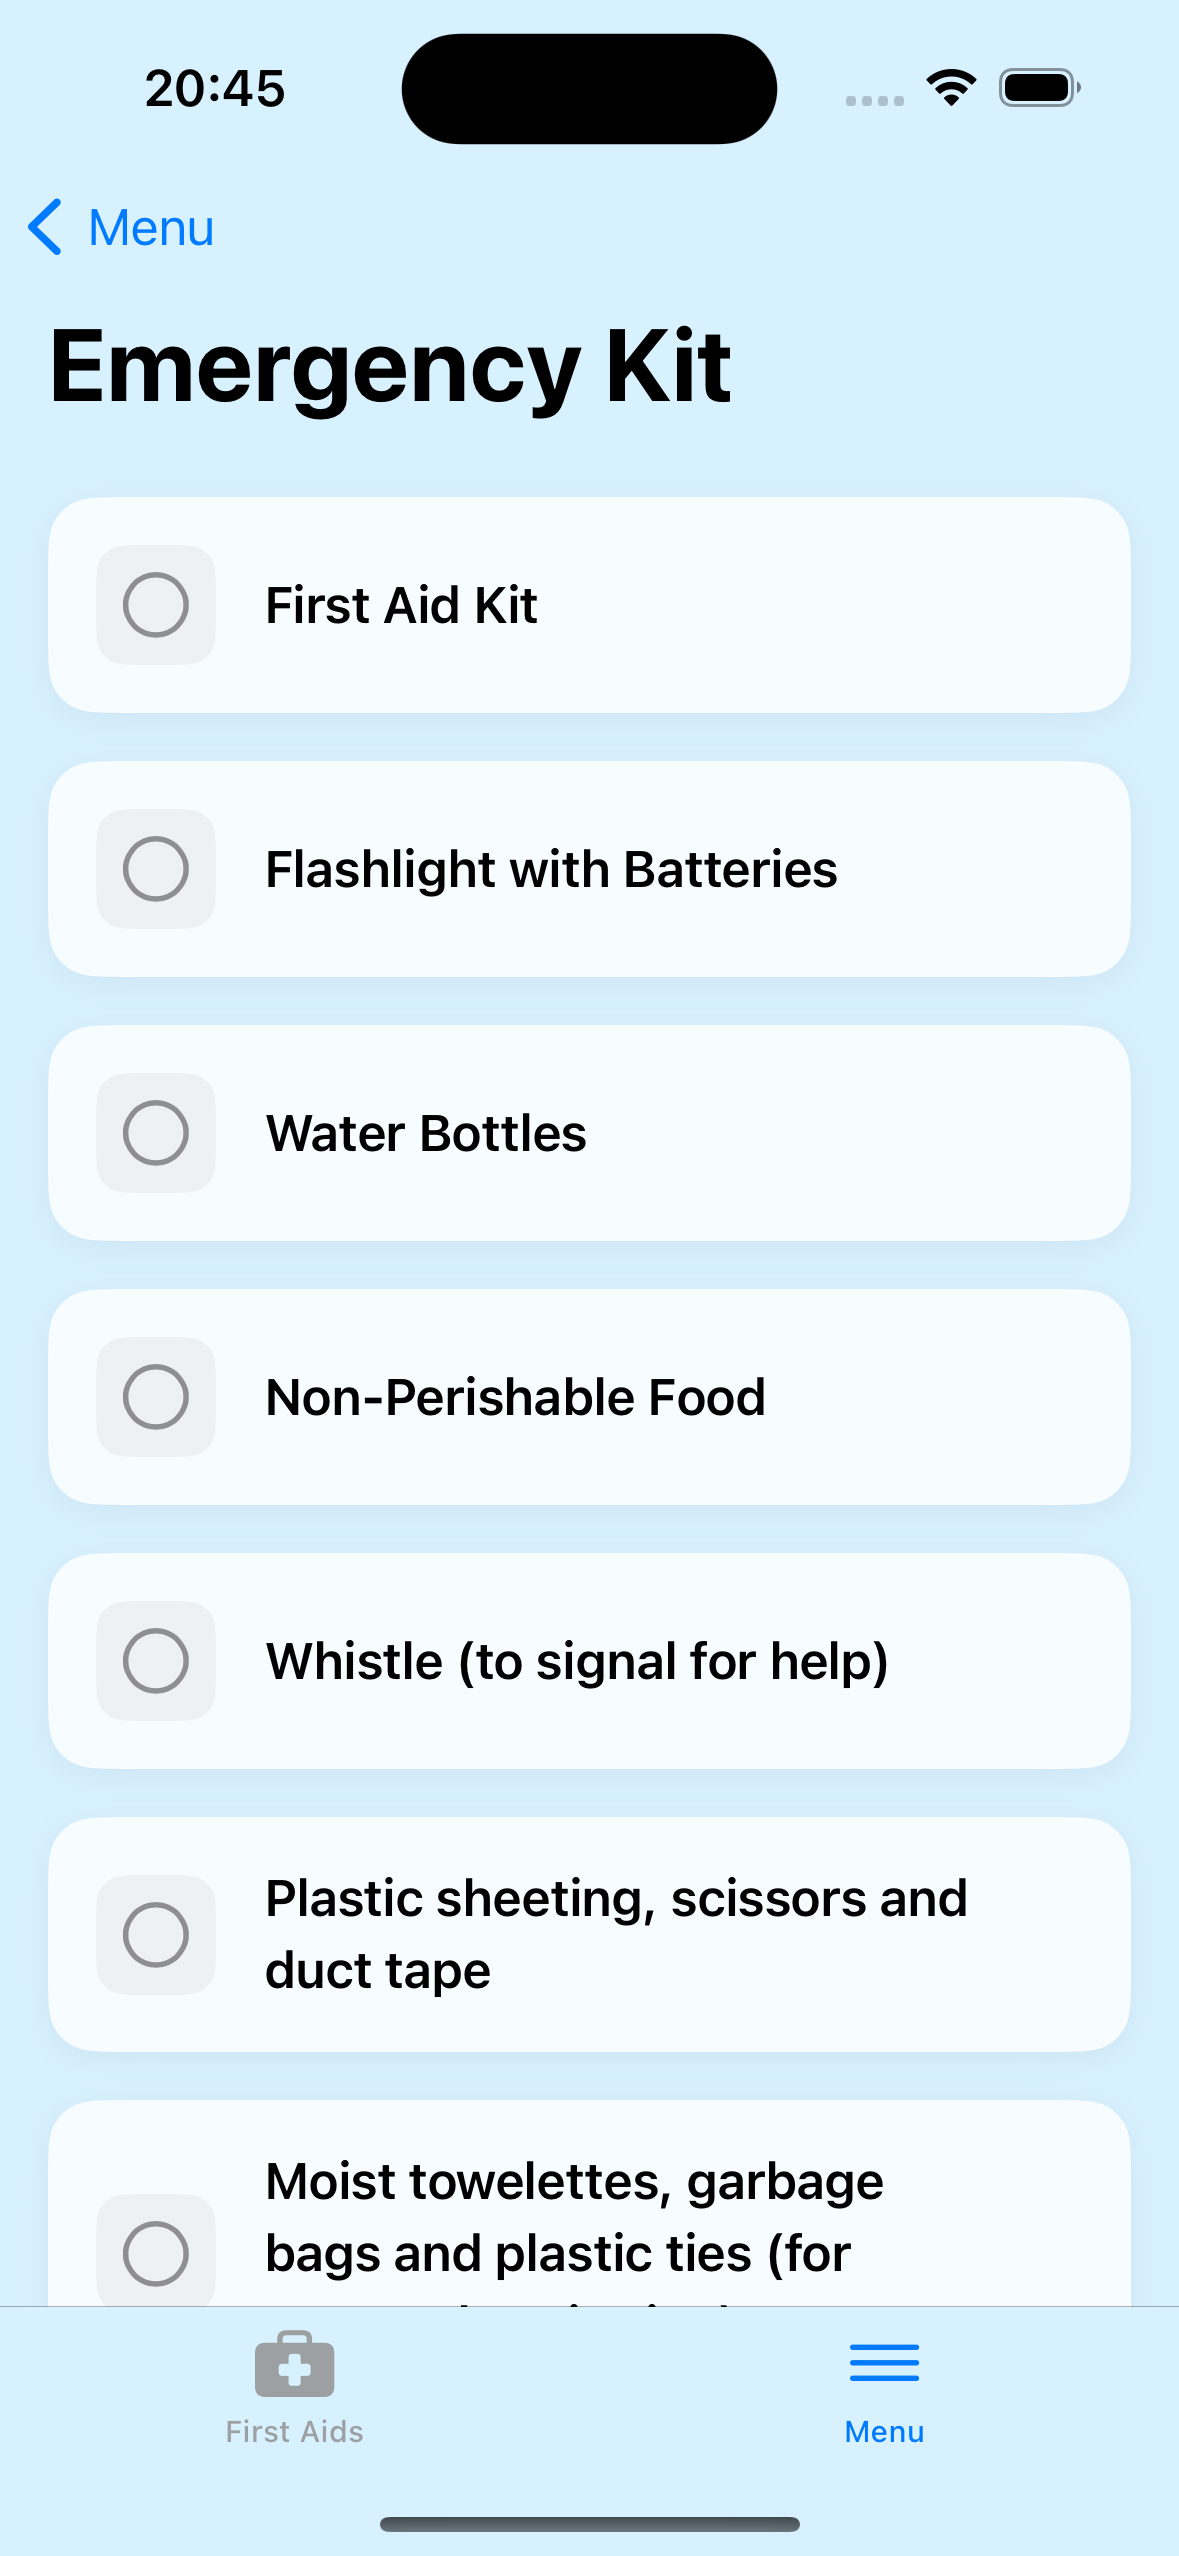 20:45
Menu
Emergency Kit
First Aid Kit
Flashlight with Batteries
Water Bottles
Non-Perishable Food
Whistle (to signal for help)
Plastic sheeting, scissors and
duct tape
Moist towelettes, garbage
bags and plastic ties (for
First Aids
Menu